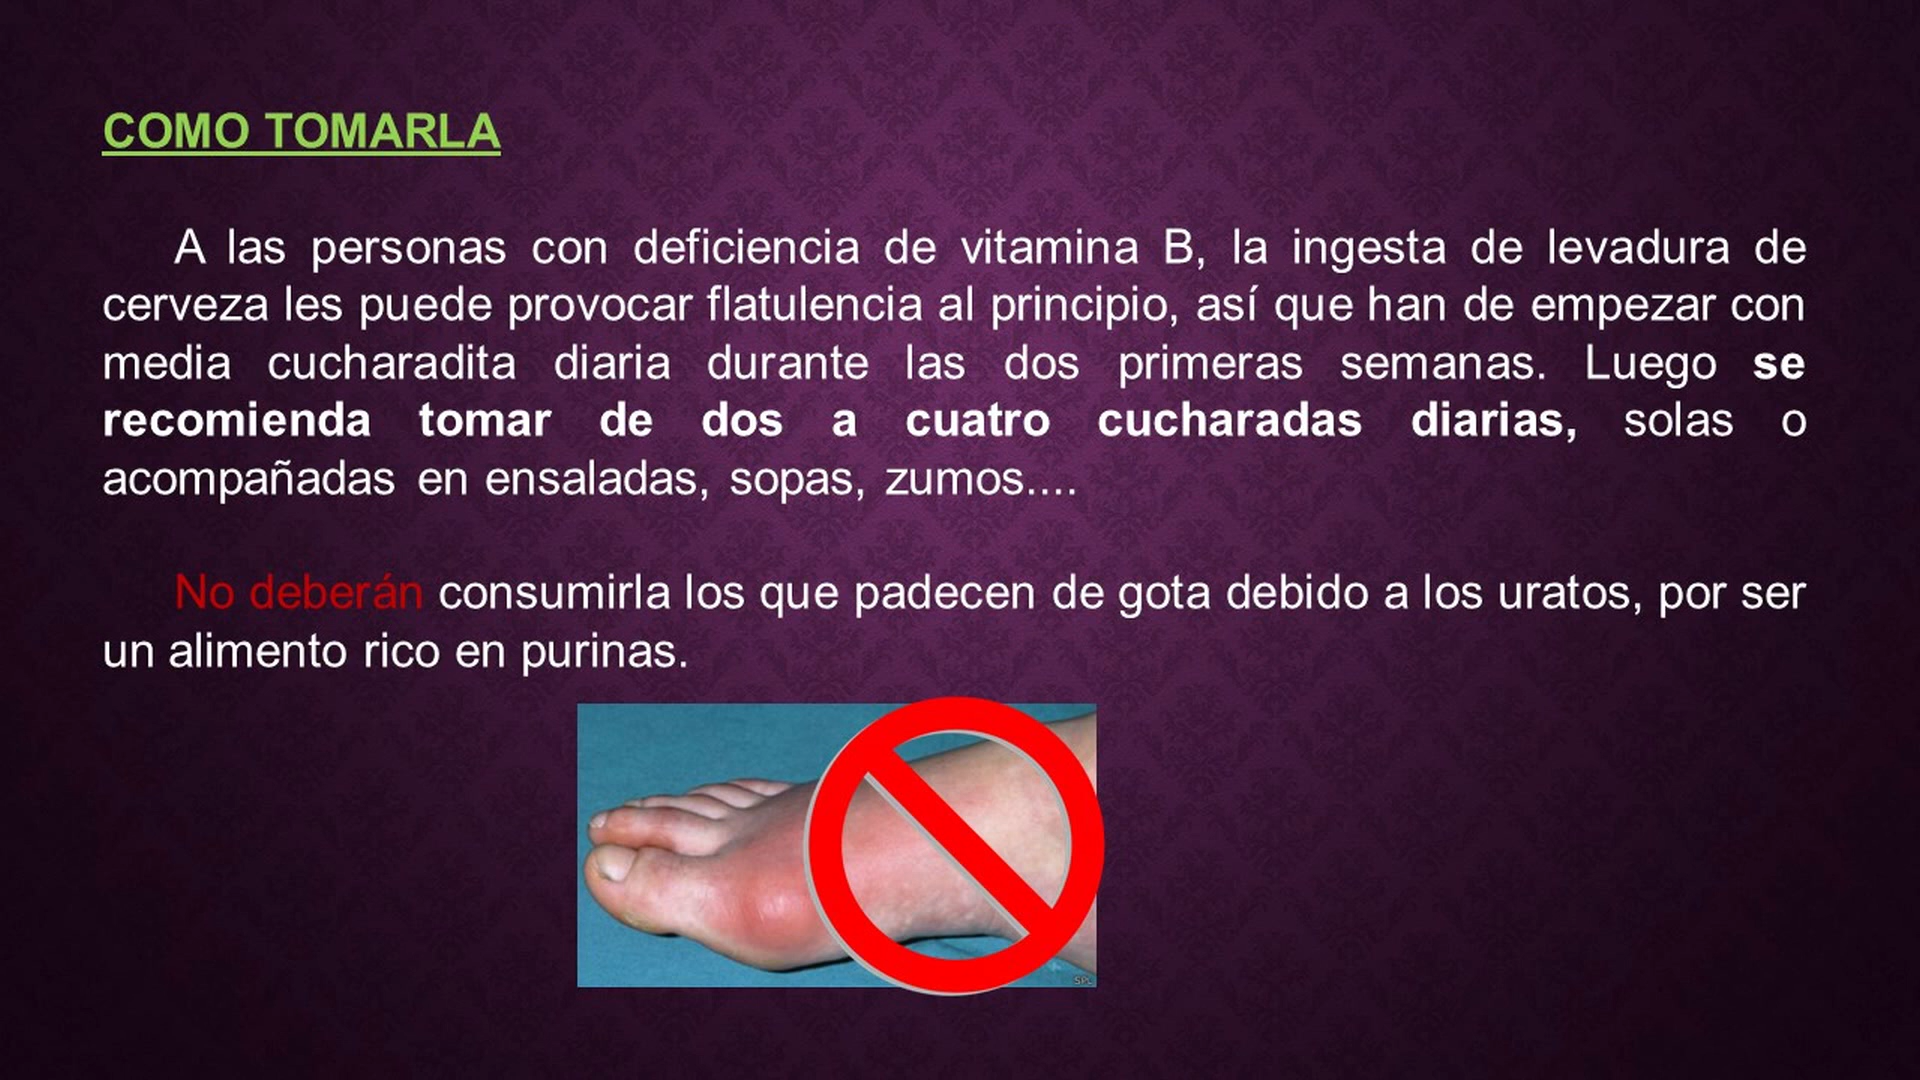 COMO TOMARLA
A las personas con deficiencia de vitamina B, la ingesta de levadura de
cerveza les puede provocar flatulencia al principio, así que han de empezar con
media cucharadita diaria durante las dos primeras semanas. Luego se
recomienda tomar de dos a cuatro cucharadas diarias, solas o
acompañadas en ensaladas, sopas, zumos....
No deberán consumirla los que padecen de gota debido a los uratos, por ser
un alimento rico en purinas.
SPL